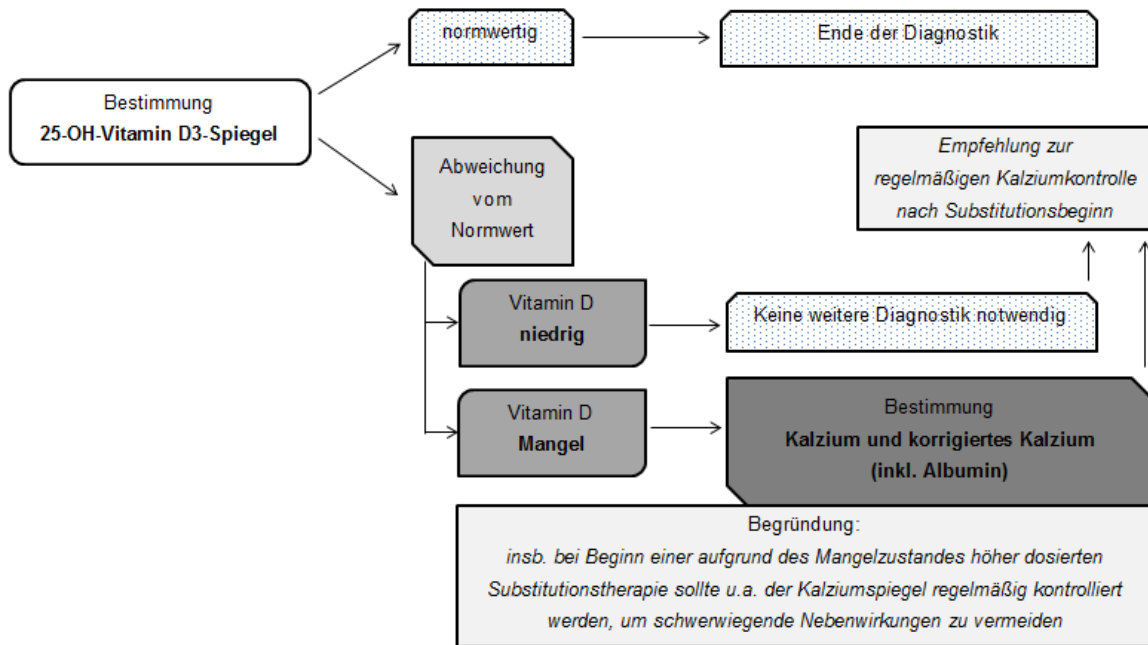 normwertig
Ende der Diagnostik
Bestimmung
25-OH-Vitamin D3-Spiegel
Abweichung
vom
Normwert
Empfehlung zur
regelmäßigen Kalziumkontrolle
nach Substitutionsbeginn
Vitamin D
niedrig
Keine weitere Diagnostik notwendig
Vitamin D
Mangel
Bestimmung
Kalzium und korrigiertes Kalzium
(inkl. Albumin)
Begründung:
insb. bei Beginn einer aufgrund des Mangelzustandes höher dosierten
Substitutionstherapie sollte u.a. der Kalziumspiegel regelmäßig kontrolliert
werden, um schwerwiegende Nebenwirkungen zu vermeiden